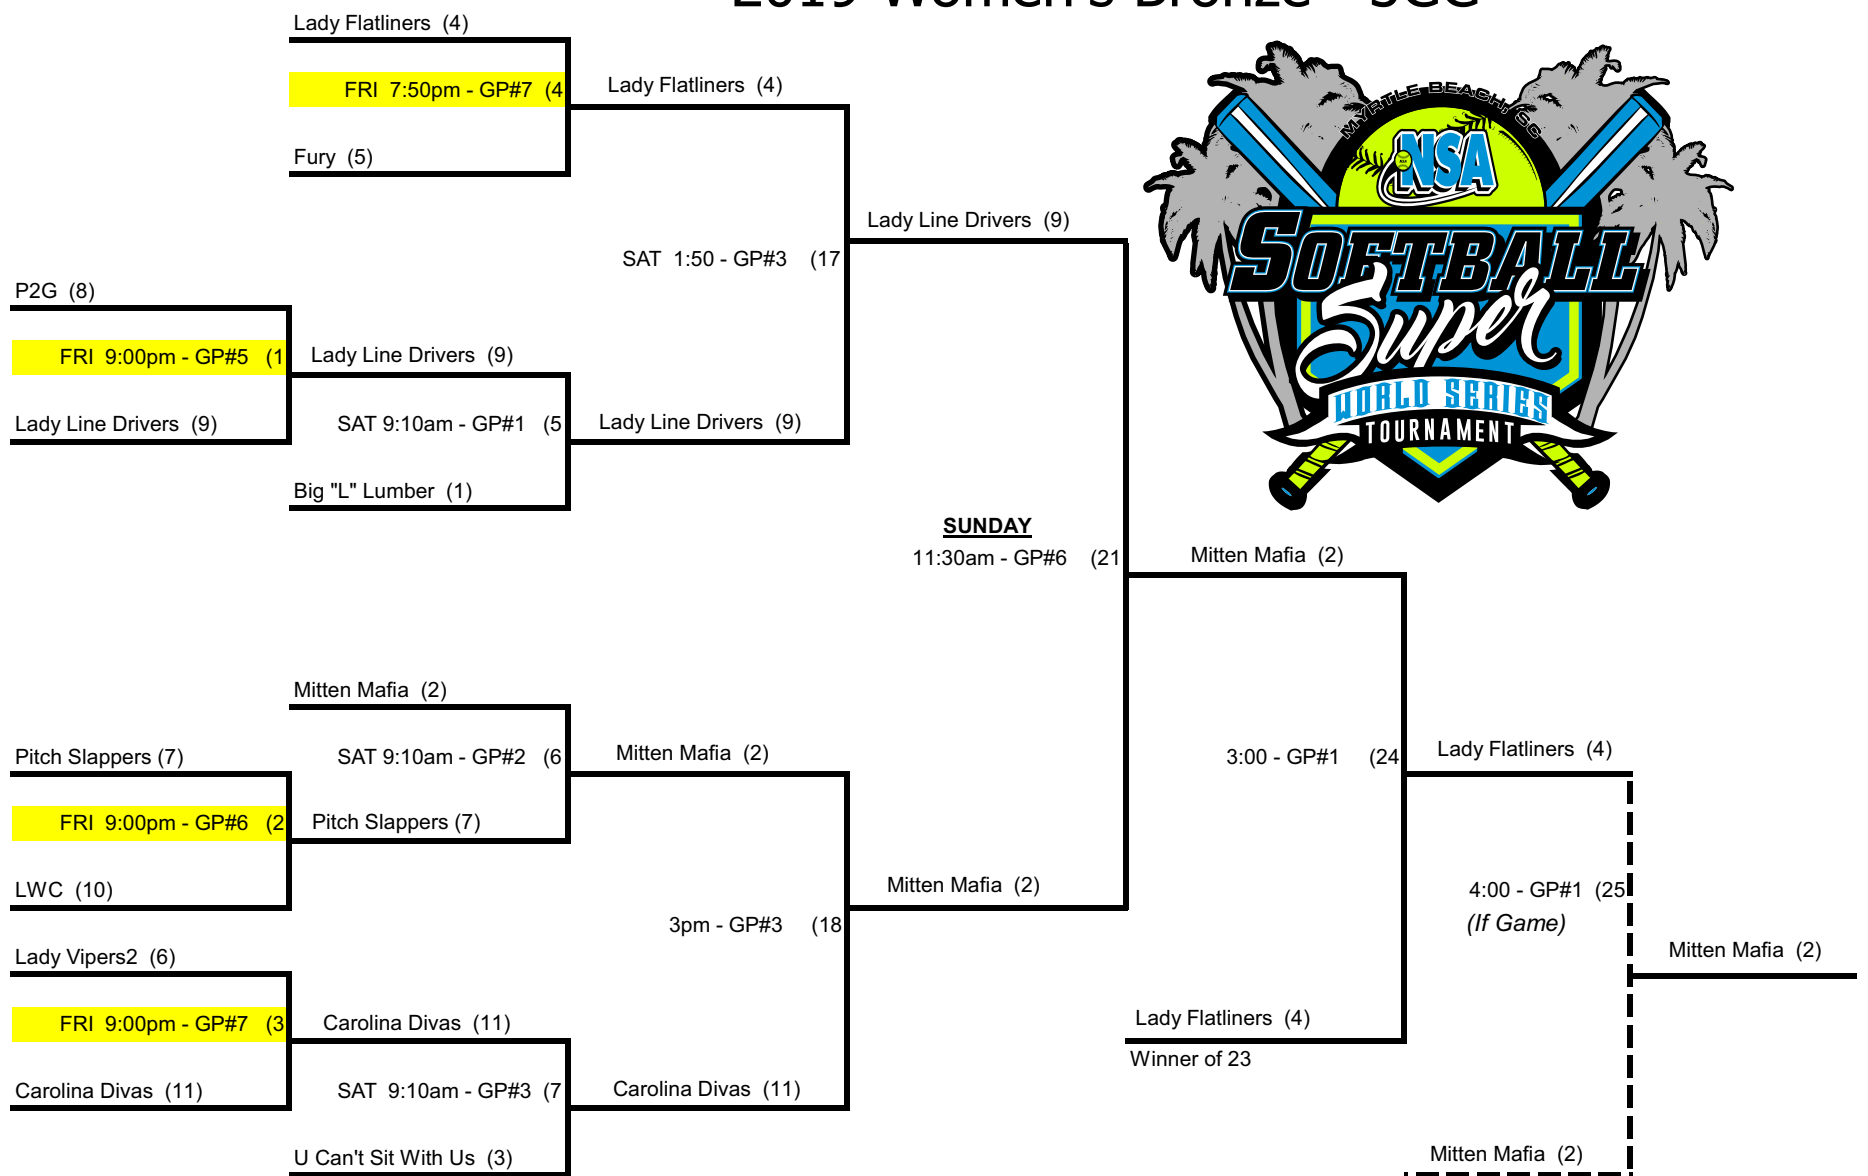 Lady Flatliners (4)
FRI 7:50pm - GP#7 (4
Lady Flatliners (4)
Fury (5)
MYRTLE BEACH, SC
NSA
SOFTBALL
Super
WORLD SERIES
TOURNAMENT
Lady Line Drivers (9)
SAT 1:50 - GP#3 (17
P2G (8)
FRI 9:00pm - GP#5 (1
Lady Line Drivers (9)
Lady Line Drivers (9)
SAT 9:10am - GP#1 (5
Lady Line Drivers (9)
Big "L" Lumber (1)
SUNDAY
11:30am - GP#6 (21
Mitten Mafia (2)
Mitten Mafia (2)
Pitch Slappers (7)
SAT 9:10am - GP#2 (6
Mitten Mafia (2)
3:00 - GP#1 (24
Lady Flatliners (4)
FRI 9:00pm - GP#6 (2
Pitch Slappers (7)
LWC (10)
Mitten Mafia (2)
4:00 - GP#1 (25
(If Game)
3pm - GP#3 (18
Lady Vipers2 (6)
Mitten Mafia (2)
FRI 9:00pm - GP#7 (3
Carolina Divas (11)
Lady Flatliners (4)
Winner of 23
Carolina Divas (11)
SAT 9:10am - GP#3 (7
Carolina Divas (11)
U Can't Sit With Us (3)
Mitten Mafia (2)